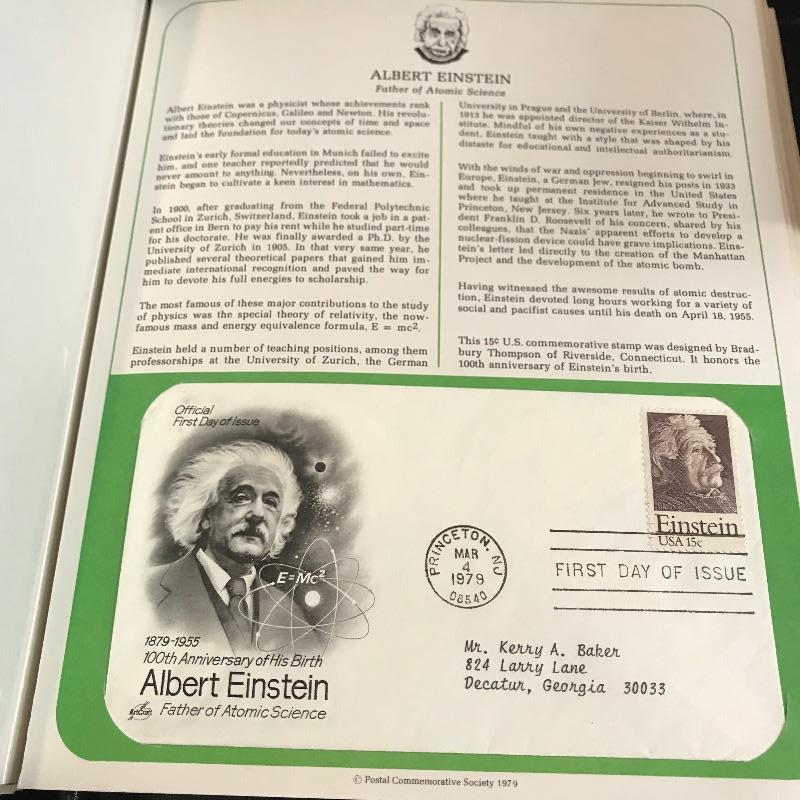 ALBERT EINSTEIN
Father of Atomic Science
Albert Einstein was a physicist whose achievements rank
with those of Copernicus, Galileo and Newton. His revolu-
tionary theories changed our concepts of time and space
and laid the foundation for today's atomic science.
Einstein's early formal education in Munich failed to excite
him, and one teacher reportedly predicted that he would
never amount to anything. Nevertheless, on his own, Ein-
stein began to cultivate a keen interest in mathematics.
In 1900, after graduating from the Federal Polytechnic
School in Zurich, Switzerland, Einstein took a job in a pat-
ent office in Bern to pay his rent while he studied part-time
for his doctorate. He was finally awarded a Ph.D. by the
University of Zurich in 1905. In that very same year, he
published several theoretical papers that gained him im-
mediate international recognition and paved the way for
him to devote his full energies to scholarship.
The most famous of these major contributions to the study
of physics was the special theory of relativity, the now-
famous mass and energy equivalence formula, E = mc².
Einstein held a number of teaching positions, among them
professorships at the University of Zurich, the German
University in Prague and the University of Berlin, where, in
1913 he was appointed director of the Kaiser Wilhelm In-
stitute. Mindful of his own negative experiences as a stu-
dent, Einstein taught with a style that was shaped by his
distaste for educational and intellectual authoritarianism.
With the winds of war and oppression beginning to swirl in
Europe, Einstein, a German Jew, resigned his posts in 1933
and took up permanent residence in the United States
where he taught at the Institute for Advanced Study in
Princeton, New Jersey. Six years later, he wrote to Presi-
dent Franklin D. Roosevelt of his concern, shared by his
colleagues, that the Nazis' apparent efforts to develop a
nuclear-fission device could have grave implications. Eins-
tein's letter led directly to the creation of the Manhattan
Project and the development of the atomic bomb.
Having witnessed the awesome results of atomic destruc-
tion, Einstein devoted long hours working for a variety of
social and pacifist causes until his death on April 18, 1955.
This 15¢ U.S. commemorative stamp was designed by Brad-
bury Thompson of Riverside, Connecticut. It honors the
100th anniversary of Einstein's birth.
Official
First Day of Issue
E=Mc²
1879-1955
100th Anniversary of His Birth
Albert Einstein
ArtCraft Father of Atomic Science
PRINCETON, NJ
MAR
4
1979
08540
Einstein
USA 15c
FIRST DAY OF ISSUE
Mr. Kerry A. Baker
824 Larry Lane
Decatur, Georgia 30033
© Postal Commemorative Society 1979